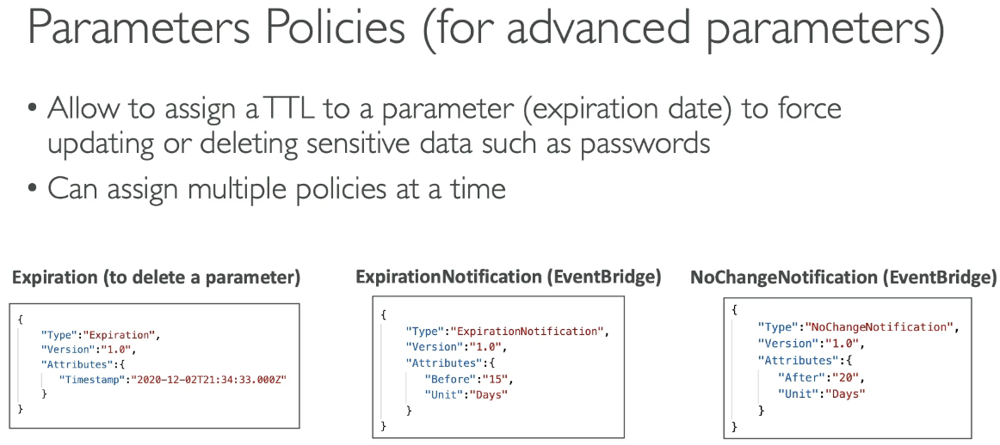 Parameters Policies (for advanced parameters)
• Allow to assign a TTL to a parameter (expiration date) to force
updating or deleting sensitive data such as passwords
• Can assign multiple policies at a time
Expiration (to delete a parameter)
{
"Type":"Expiration",
"Version":"1.0",
"Attributes":{
"Timestamp":"2020-12-02T21:34:33.000Z"
}
}
ExpirationNotification (EventBridge)
{
"Type":"ExpirationNotification",
"Version":"1.0",
"Attributes":{
"Before":"15",
"Unit":"Days"
}
}
NoChangeNotification (EventBridge)
{
"Type":"NoChangeNotification",
"Version":"1.0",
"Attributes":{
"After":"20",
"Unit":"Days"
}
}